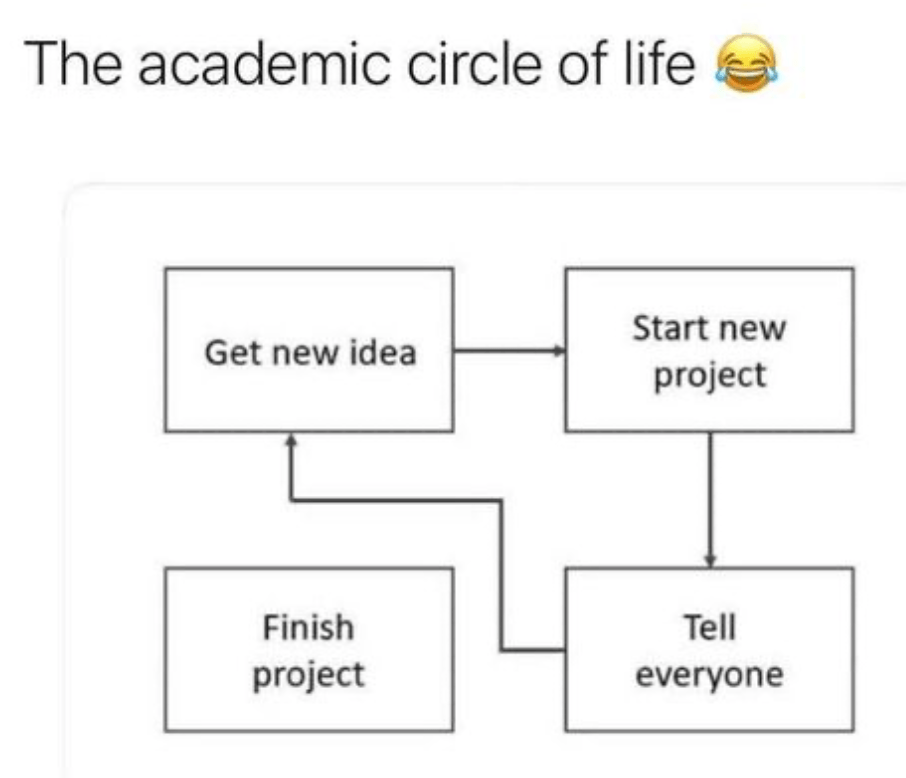 The academic circle of life 😂
Get new idea
Start new
project
Finish
project
Tell
everyone